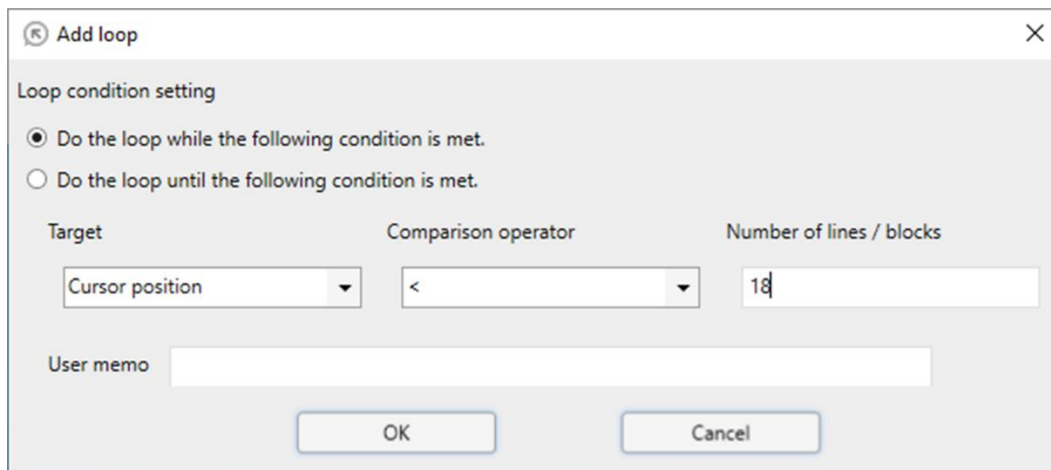 Add loop
Loop condition setting
Do the loop while the following condition is met.
Do the loop until the following condition is met.
Target Comparison operator Number of lines / blocks
Cursor position < 18
User memo
OK Cancel